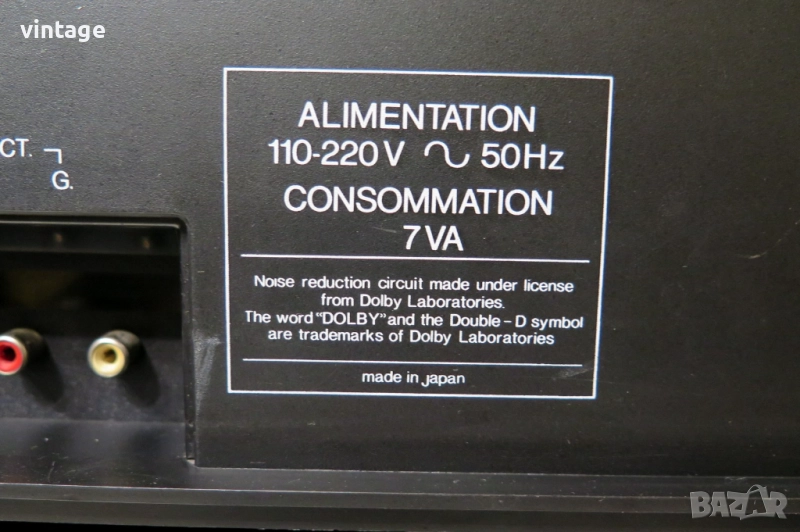 vintage
ALIMENTATION
110-220V ∿ 50Hz
CONSOMMATION
7VA
Noise reduction circuit made under license
from Dolby Laboratories.
The word "DOLBY" and the Double-D symbol
are trademarks of Dolby Laboratories
made in Japan
CT.
G.
BAZAR